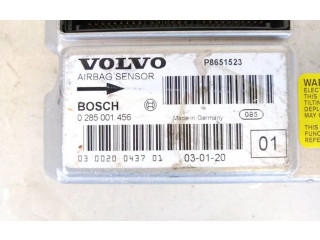 VOLVO
P8651523
AIRBAG SENSOR
BOSCH
0 285 001 456
Made in Germany
085
03 0020 0437 01
03-01-20
01
WAR
ELEC
THIS
TILTI
DEPL
MAY
THIS
FUNC
REFE